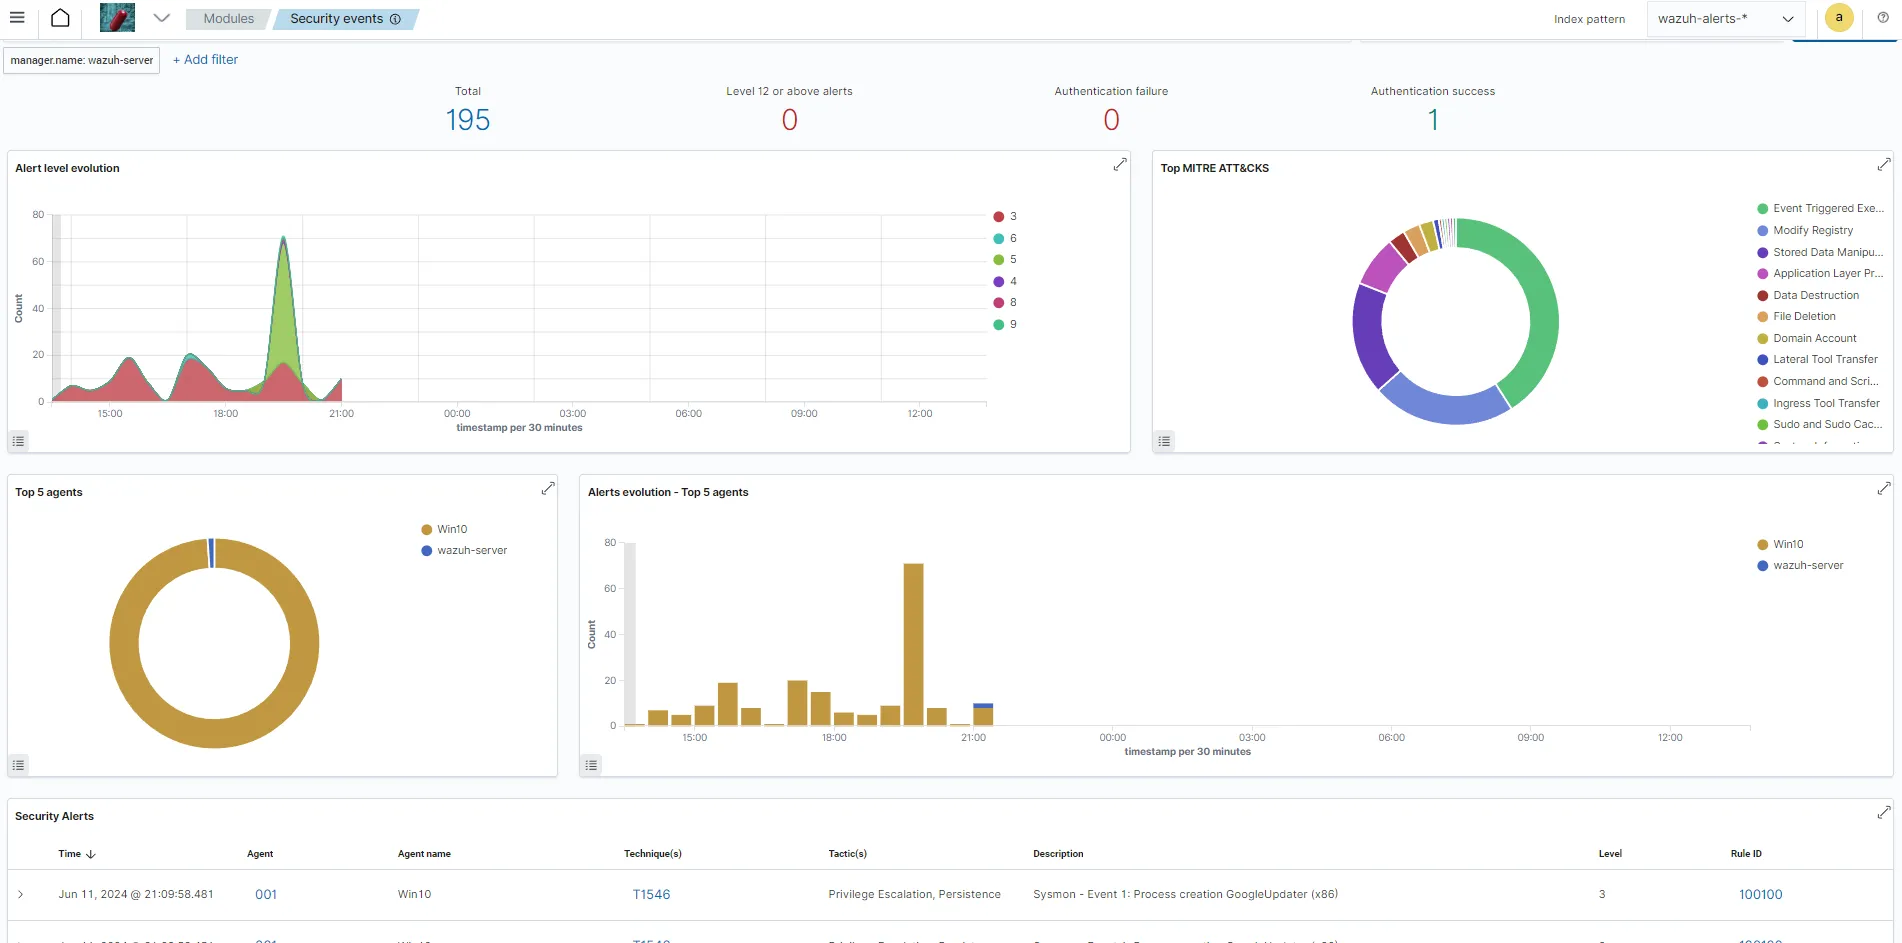 Modules
Security events
Index pattern
wazuh-alerts-*
a
manager.name: wazuh-server
+ Add filter
Total
195
Level 12 or above alerts
0
Authentication failure
0
Authentication success
1
Alert level evolution
80
60
40
20
0
Count
15:00 18:00 21:00 00:00 03:00 06:00 09:00 12:00
timestamp per 30 minutes
3
6
5
4
8
9
Top MITRE ATT&CKS
Event Triggered Exe...
Modify Registry
Stored Data Manipu...
Application Layer Pr...
Data Destruction
File Deletion
Domain Account
Lateral Tool Transfer
Command and Scri...
Ingress Tool Transfer
Sudo and Sudo Cac...
Top 5 agents
Win10
wazuh-server
Alerts evolution - Top 5 agents
80
60
40
20
0
Count
15:00 18:00 21:00 00:00 03:00 06:00 09:00 12:00
timestamp per 30 minutes
Win10
wazuh-server
Security Alerts
Time Agent Agent name Technique(s) Tactic(s) Description Level Rule ID
Jun 11, 2024 @ 21:09:58.481 001 Win10 T1546 Privilege Escalation, Persistence Sysmon - Event 1: Process creation GoogleUpdater (x86) 3 100100